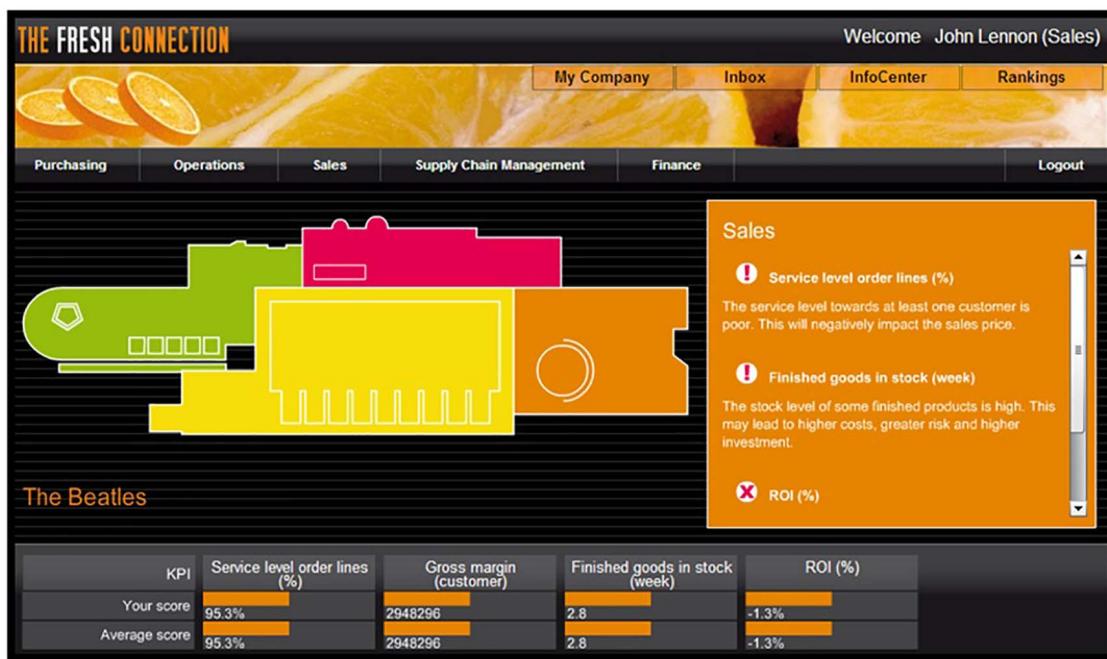 THE FRESH CONNECTION
Welcome John Lennon (Sales)
My Company Inbox InfoCenter Rankings
Purchasing Operations Sales Supply Chain Management Finance Logout
Sales
! Service level order lines (%)
The service level towards at least one customer is
poor. This will negatively impact the sales price.
! Finished goods in stock (week)
The stock level of some finished products is high. This
may lead to higher costs, greater risk and higher
investment.
X ROI (%)
The Beatles
KPI Service level order lines (%) Gross margin (customer) Finished goods in stock (week) ROI (%)
Your score 95.3% 2948296 2.8 -1.3%
Average score 95.3% 2948296 2.8 -1.3%